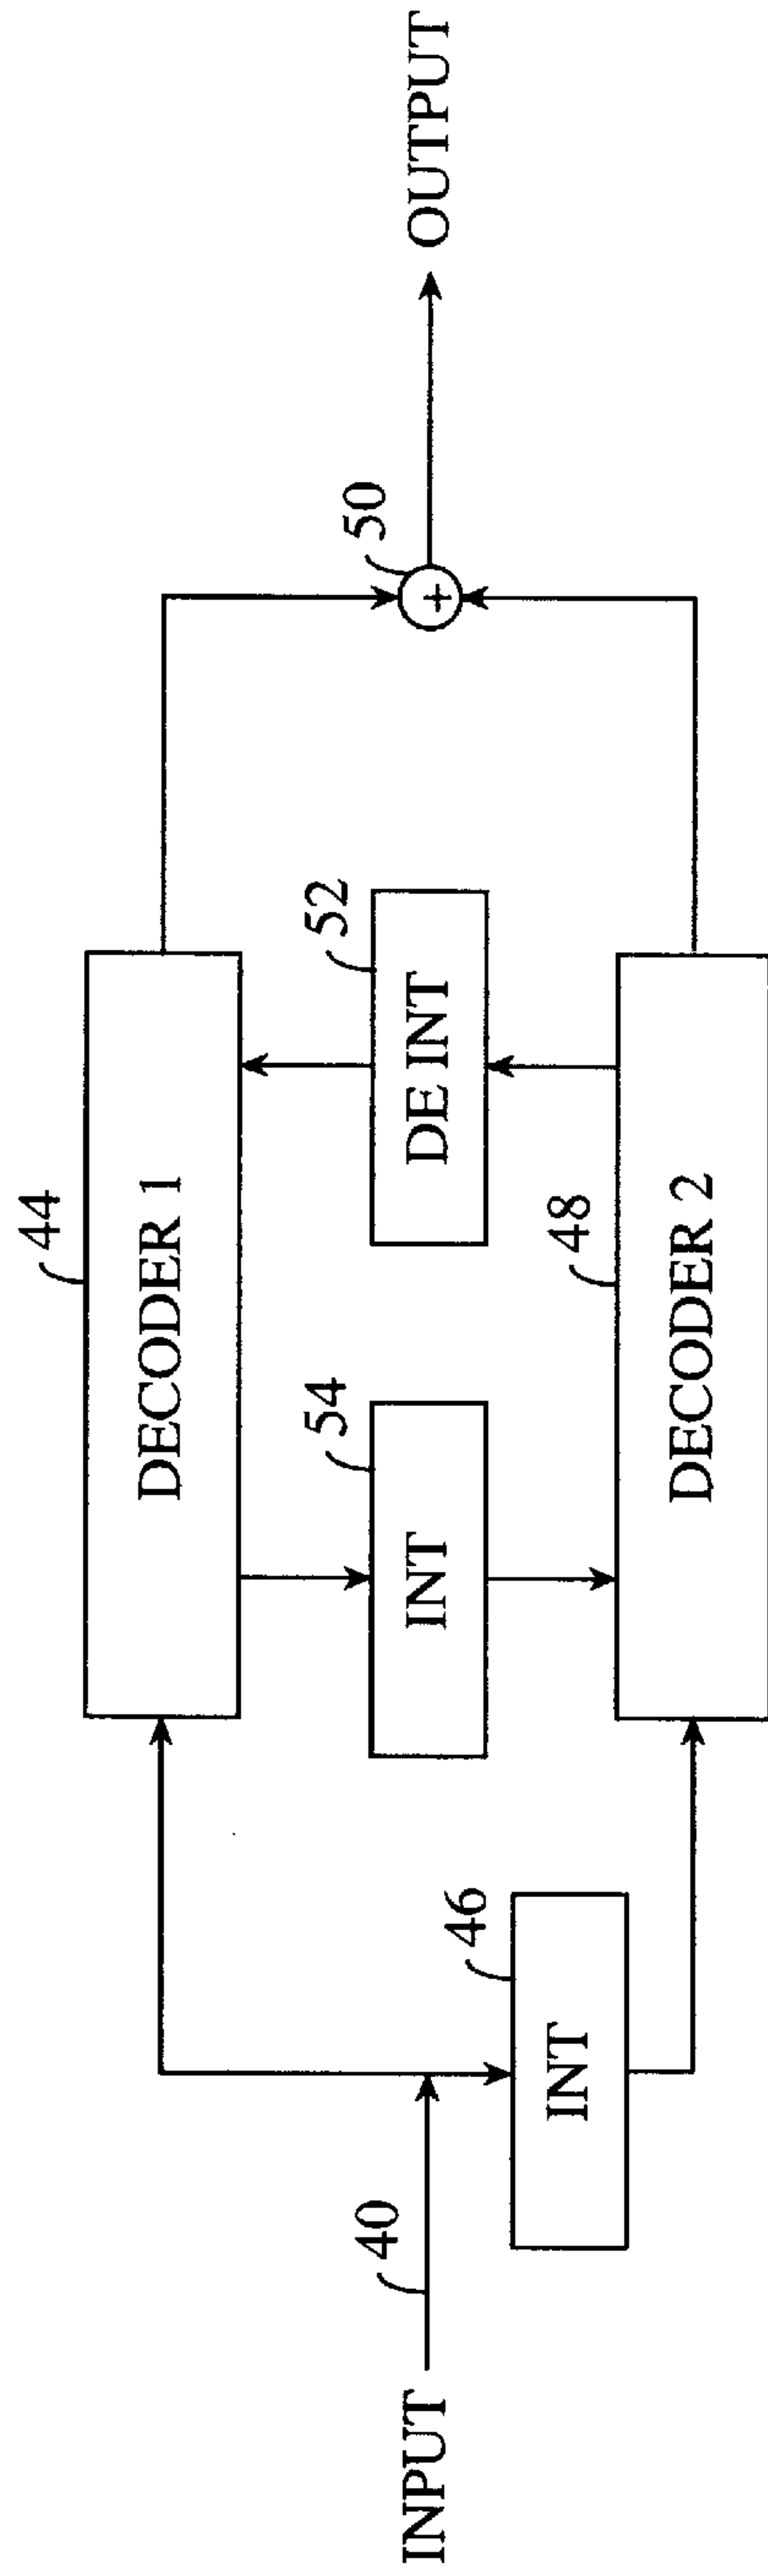 INPUT
40
INT
46
DECODER 1
44
INT
54
DE INT
52
DECODER 2
48
+
50
OUTPUT